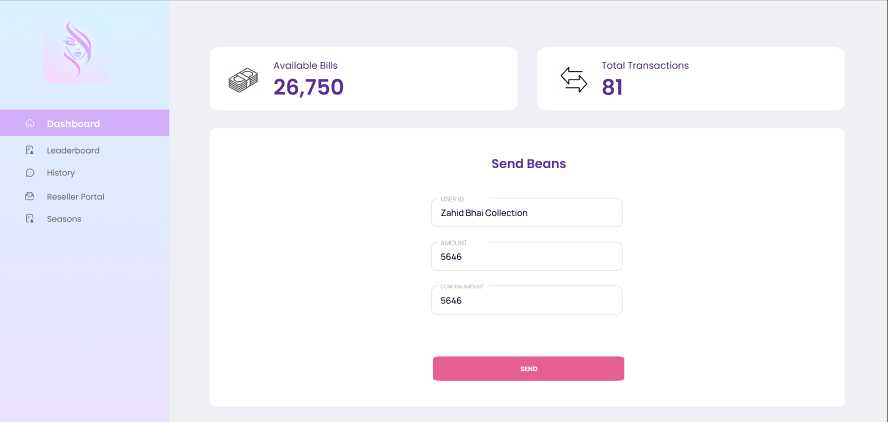 Dashboard
Leaderboard
History
Reseller Portal
Seasons
Available Bills
26,750
Total Transactions
81
Send Beans
USER ID
Zahid Bhai Collection
AMOUNT
5646
CONFIRM AMOUNT
5646
SEND